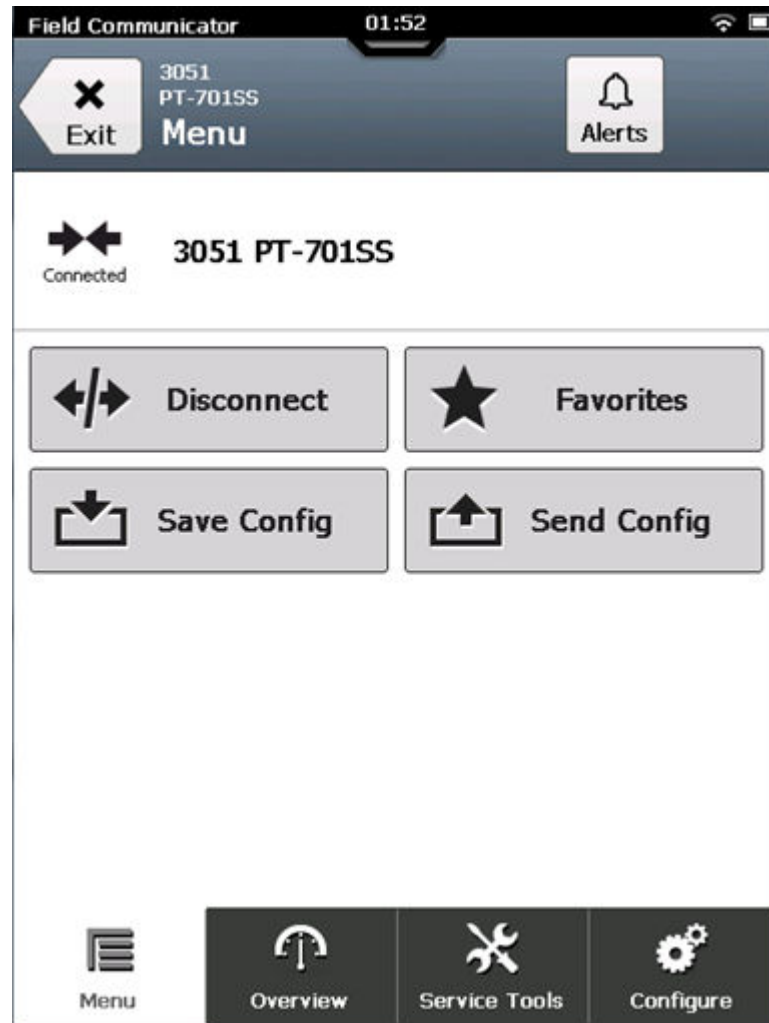 Field Communicator 01:52
3051
PT-701SS
Exit Menu Alerts
Connected 3051 PT-701SS
Disconnect Favorites
Save Config Send Config
Menu Overview Service Tools Configure